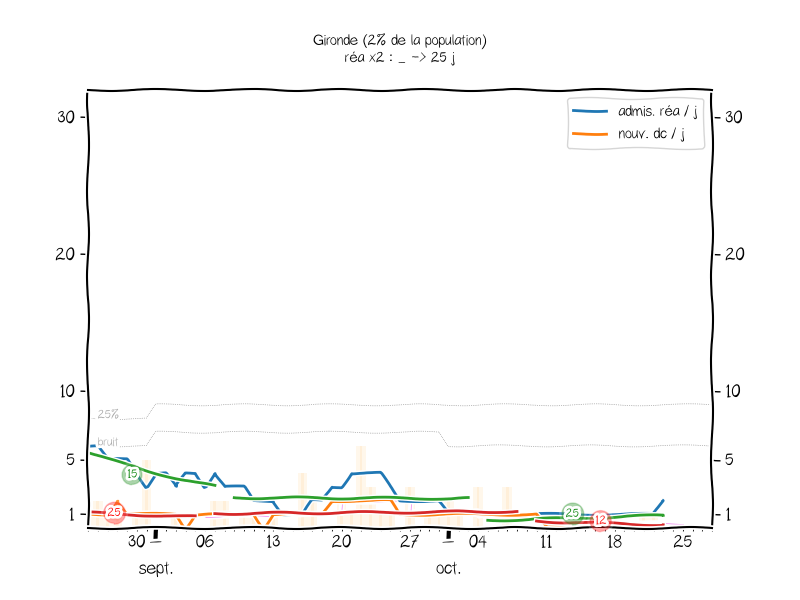 Gironde (2% de la population)
réa x2 : _ -> 25 j
admis. réa / j
nouv. dc / j
30
30
20
20
10
10
25%
bruit
5
5
15
25
25
12
1
1
30 06 13 20 27 04 11 18 25
sept. oct.